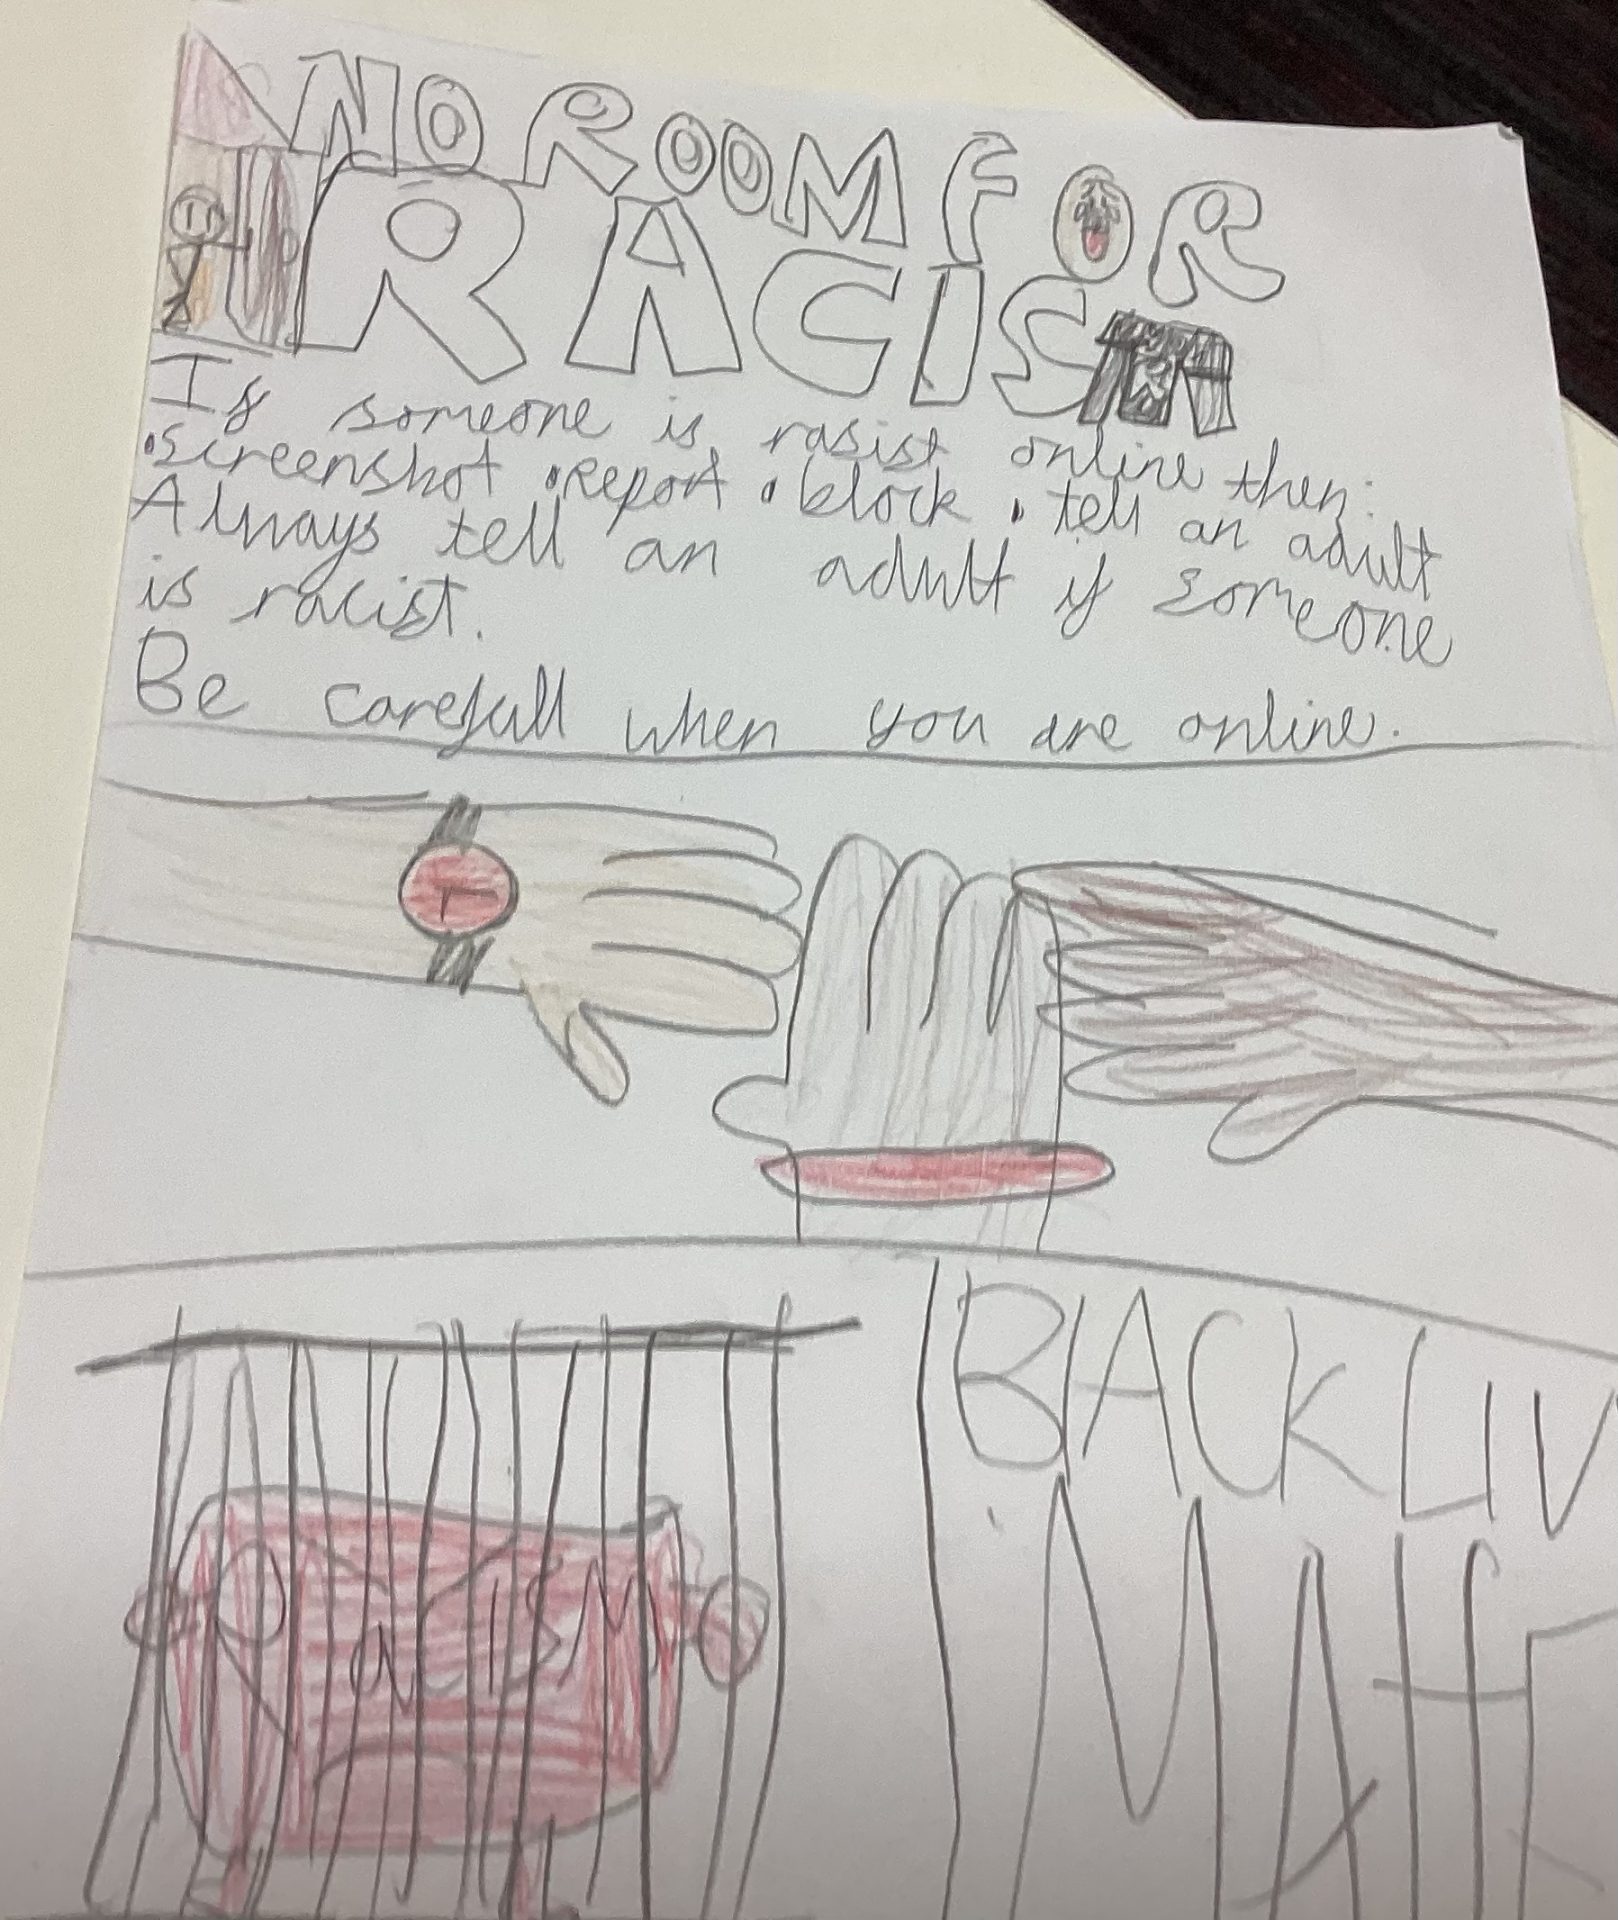 NO ROOM FOR
RACISM
If someone is rasist online then:
•screenshot •Report •block •tell an adult
Always tell an adult if someone
is racist.
Be carefull when you are online.
RacISM
BLACK LIV
MATT